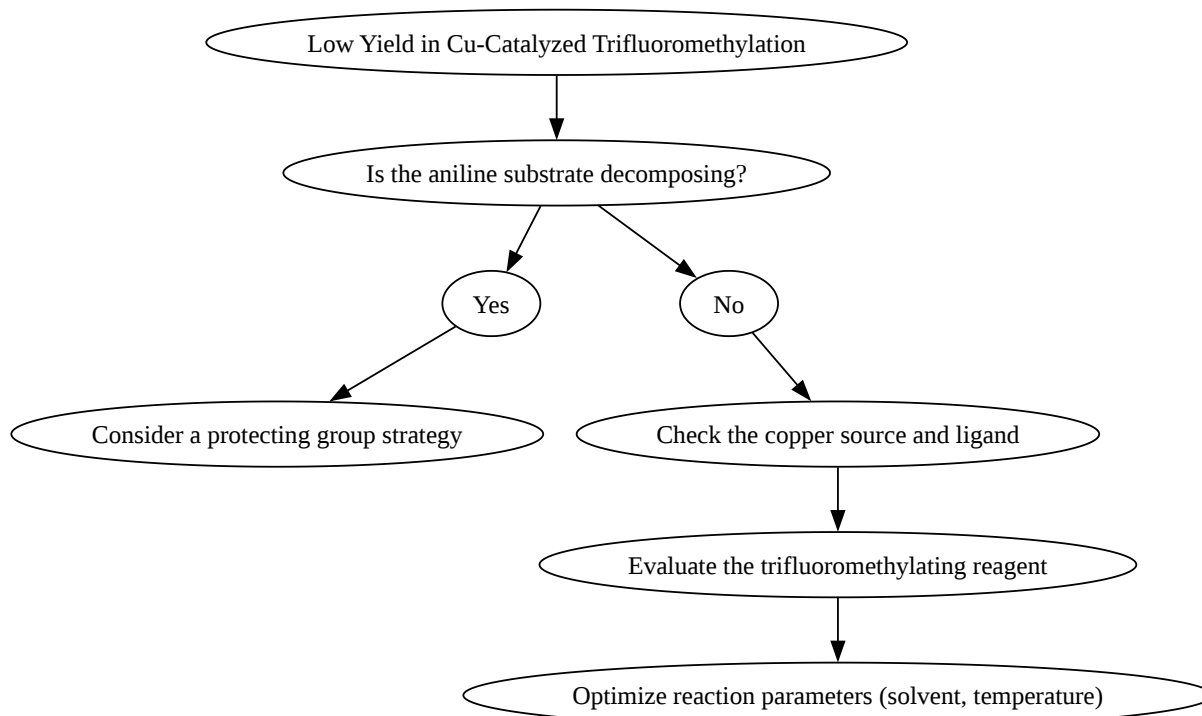 Low Yield in Cu-Catalyzed Trifluoromethylation
Is the aniline substrate decomposing?
Yes
No
Consider a protecting group strategy
Check the copper source and ligand
Evaluate the trifluoromethylating reagent
Optimize reaction parameters (solvent, temperature)